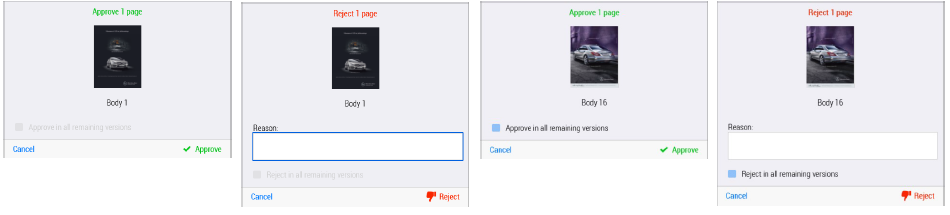 Approve 1 page
Body 1
Approve in all remaining versions
Cancel
Approve
Reject 1 page
Body 1
Reason:
Reject in all remaining versions
Cancel
Reject
Approve 1 page
Body 16
Approve in all remaining versions
Cancel
Approve
Reject 1 page
Body 16
Reason:
Reject in all remaining versions
Cancel
Reject